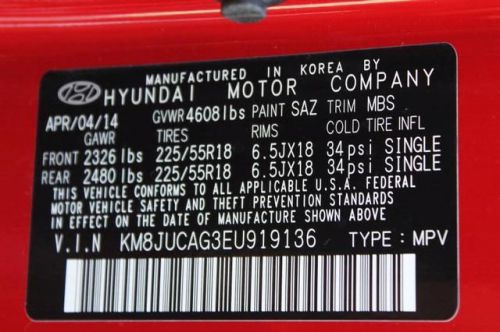 MANUFACTURED IN KOREA BY
HYUNDAI MOTOR COMPANY
APR/04/14 GVWR 4608lbs PAINT SAZ TRIM MBS
GAWR TIRES RIMS COLD TIRE INFL
FRONT 2326 lbs 225/55R18 6.5JX18 34psi SINGLE
REAR 2480 lbs 225/55R18 6.5JX18 34psi SINGLE
THIS VEHICLE CONFORMS TO ALL APPLICABLE U.S.A. FEDERAL
MOTOR VEHICLE SAFETY AND THEFT PREVENTION STANDARDS
IN EFFECT ON THE DATE OF MANUFACTURE SHOWN ABOVE.
V.I.N KM8JUCAG3EU919136 TYPE : MPV